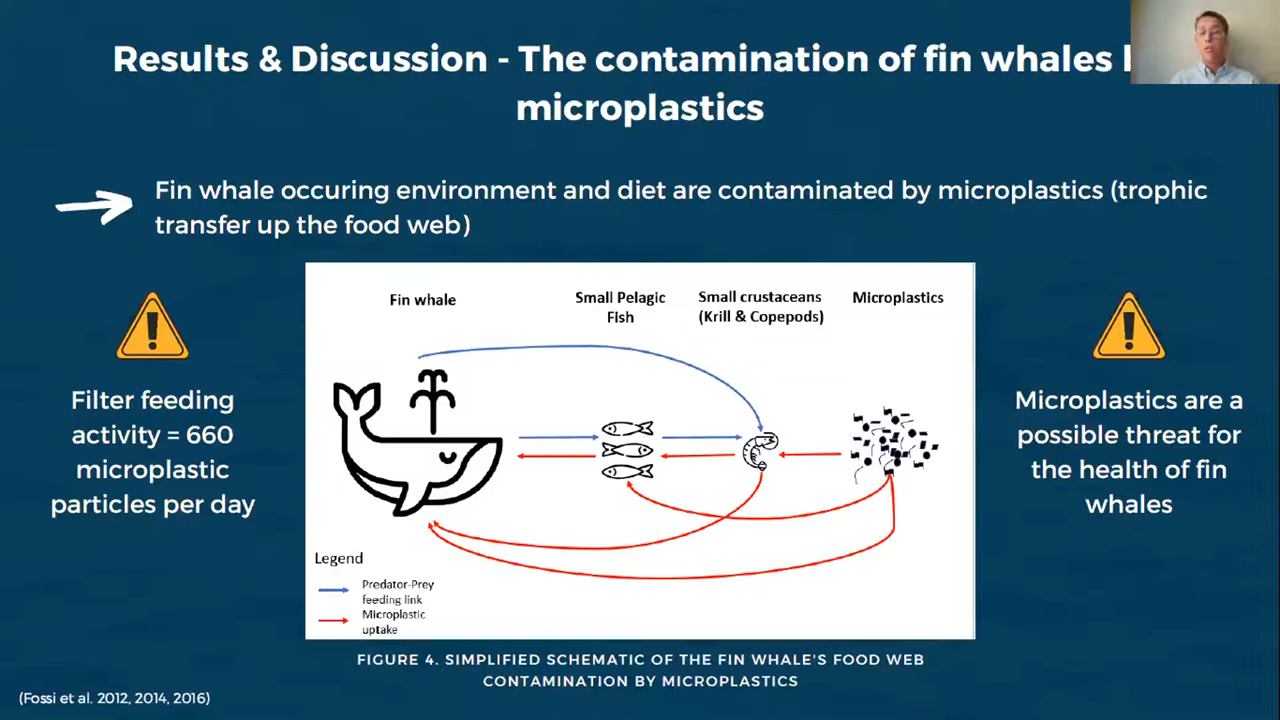 Results & Discussion - The contamination of fin whales
microplastics
Fin whale occuring environment and diet are contaminated by microplastics (trophic
transfer up the food web)
Filter feeding
activity = 660
microplastic
particles per day
Fin whale
Small Pelagic
Fish
Small crustaceans
(Krill & Copepods)
Microplastics
Legend
Predator-Prey
feeding link
Microplastic
uptake
Microplastics are a
possible threat for
the health of fin
whales
FIGURE 4. SIMPLIFIED SCHEMATIC OF THE FIN WHALE'S FOOD WEB
CONTAMINATION BY MICROPLASTICS
(Fossi et al. 2012, 2014, 2016)